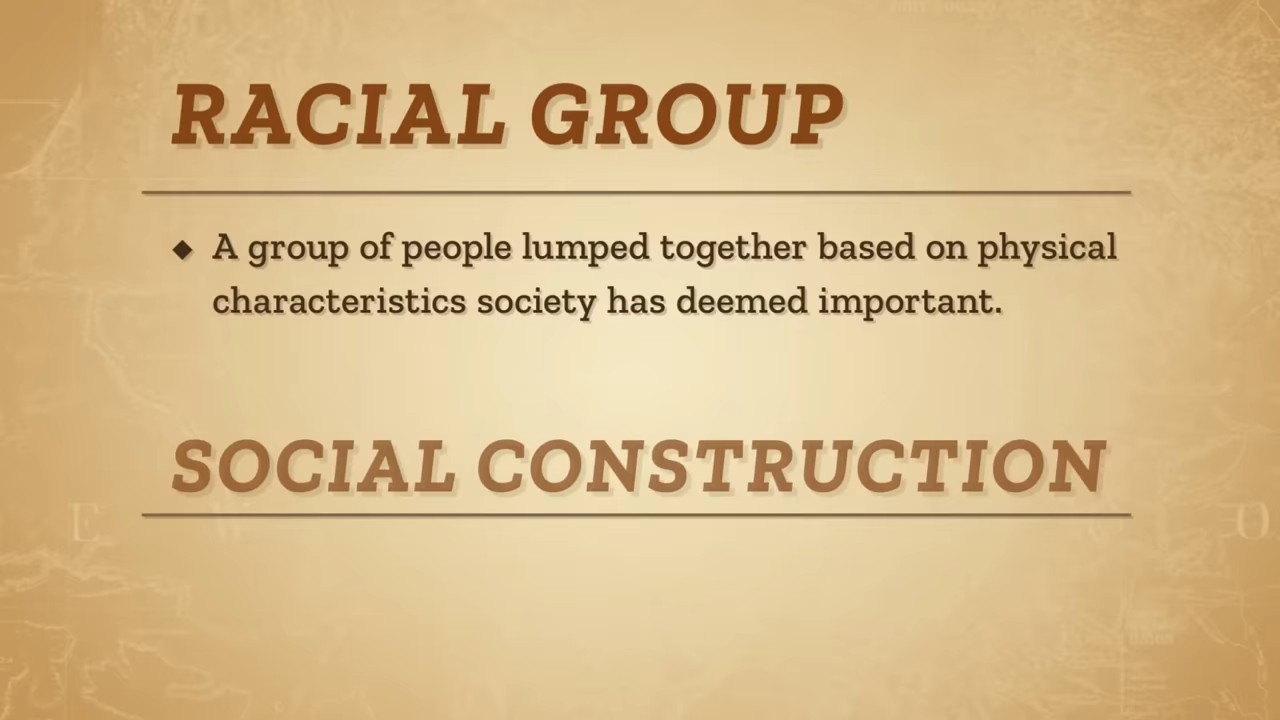 RACIAL GROUP
◆ A group of people lumped together based on physical
characteristics society has deemed important.
SOCIAL CONSTRUCTION
E
O